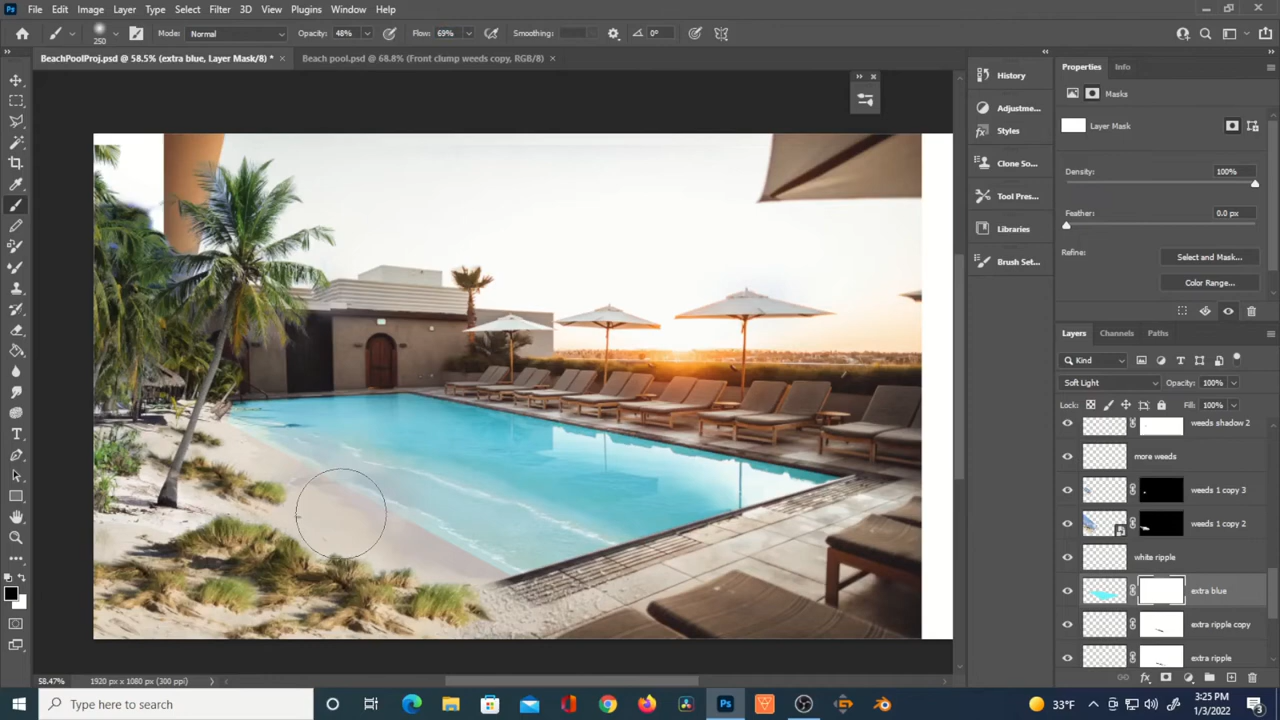 Ps File Edit Image Layer Type Select Filter 3D View Plugins Window Help
250 Mode: Normal Opacity: 48% Flow: 69% Smoothing: 0°
BeachPoolProj.psd @ 58.5% (extra blue, Layer Mask/8) * × Beach pool.psd @ 68.8% (Front clump weeds copy, RGB/8) ×
History
Adjustme...
Styles
Clone So...
Tool Pres...
Libraries
Brush Set...
Properties Info
Masks
Layer Mask
Density: 100%
Feather: 0.0 px
Refine: Select and Mask...
Color Range...
Layers Channels Paths
Kind
Soft Light Opacity: 100%
Lock: Fill: 100%
weeds shadow 2
more weeds
weeds 1 copy 3
weeds 1 copy 2
white ripple
extra blue
extra ripple copy
extra ripple
58.47% 1920 px x 1080 px (300 ppi)
Type here to search
Ps
33°F
3:25 PM
1/3/2022
3